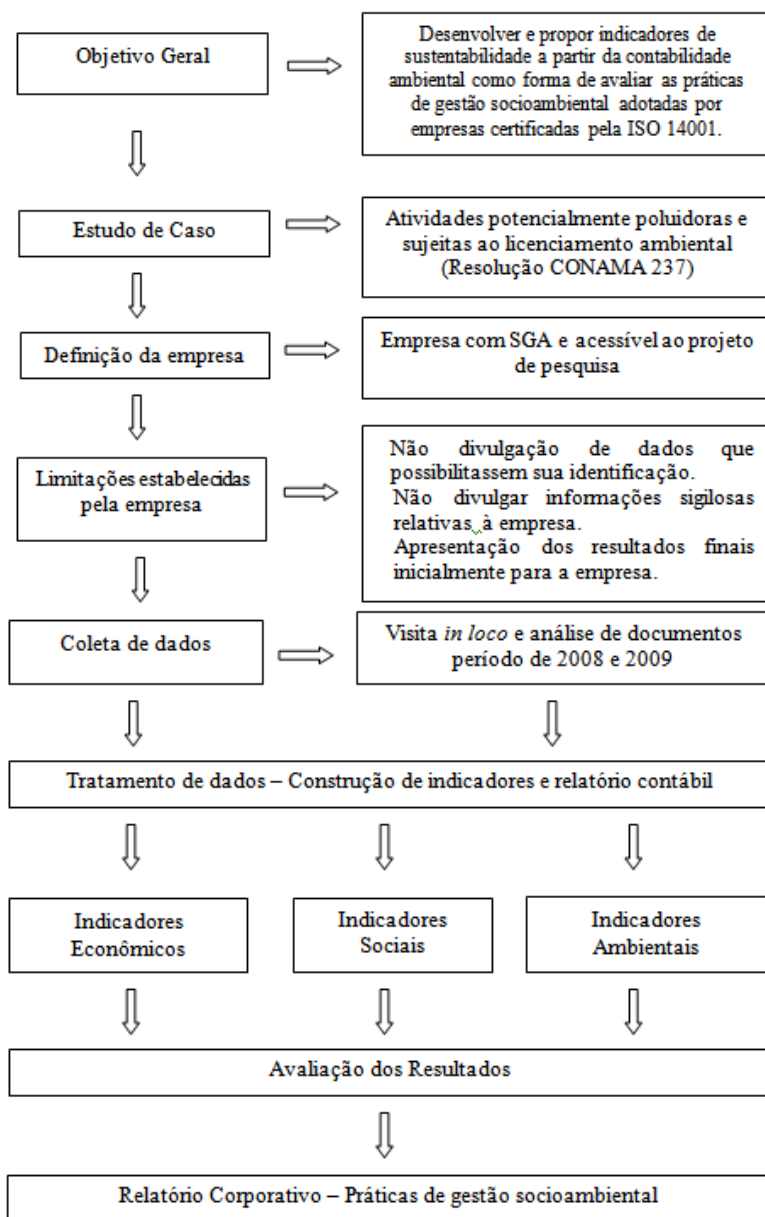 Objetivo Geral
Desenvolver e propor indicadores de
sustentabilidade a partir da contabilidade
ambiental como forma de avaliar as práticas
de gestão socioambiental adotadas por
empresas certificadas pela ISO 14001.
Estudo de Caso
Atividades potencialmente poluidoras e
sujeitas ao licenciamento ambiental
(Resolução CONAMA 237)
Definição da empresa
Empresa com SGA e acessível ao projeto
de pesquisa
Limitações estabelecidas
pela empresa
Não divulgação de dados que
possibilitassem sua identificação.
Não divulgar informações sigilosas
relativas à empresa.
Apresentação dos resultados finais
inicialmente para a empresa.
Coleta de dados
Visita in loco e análise de documentos
período de 2008 e 2009
Tratamento de dados – Construção de indicadores e relatório contábil
Indicadores
Econômicos
Indicadores
Sociais
Indicadores
Ambientais
Avaliação dos Resultados
Relatório Corporativo – Práticas de gestão socioambiental